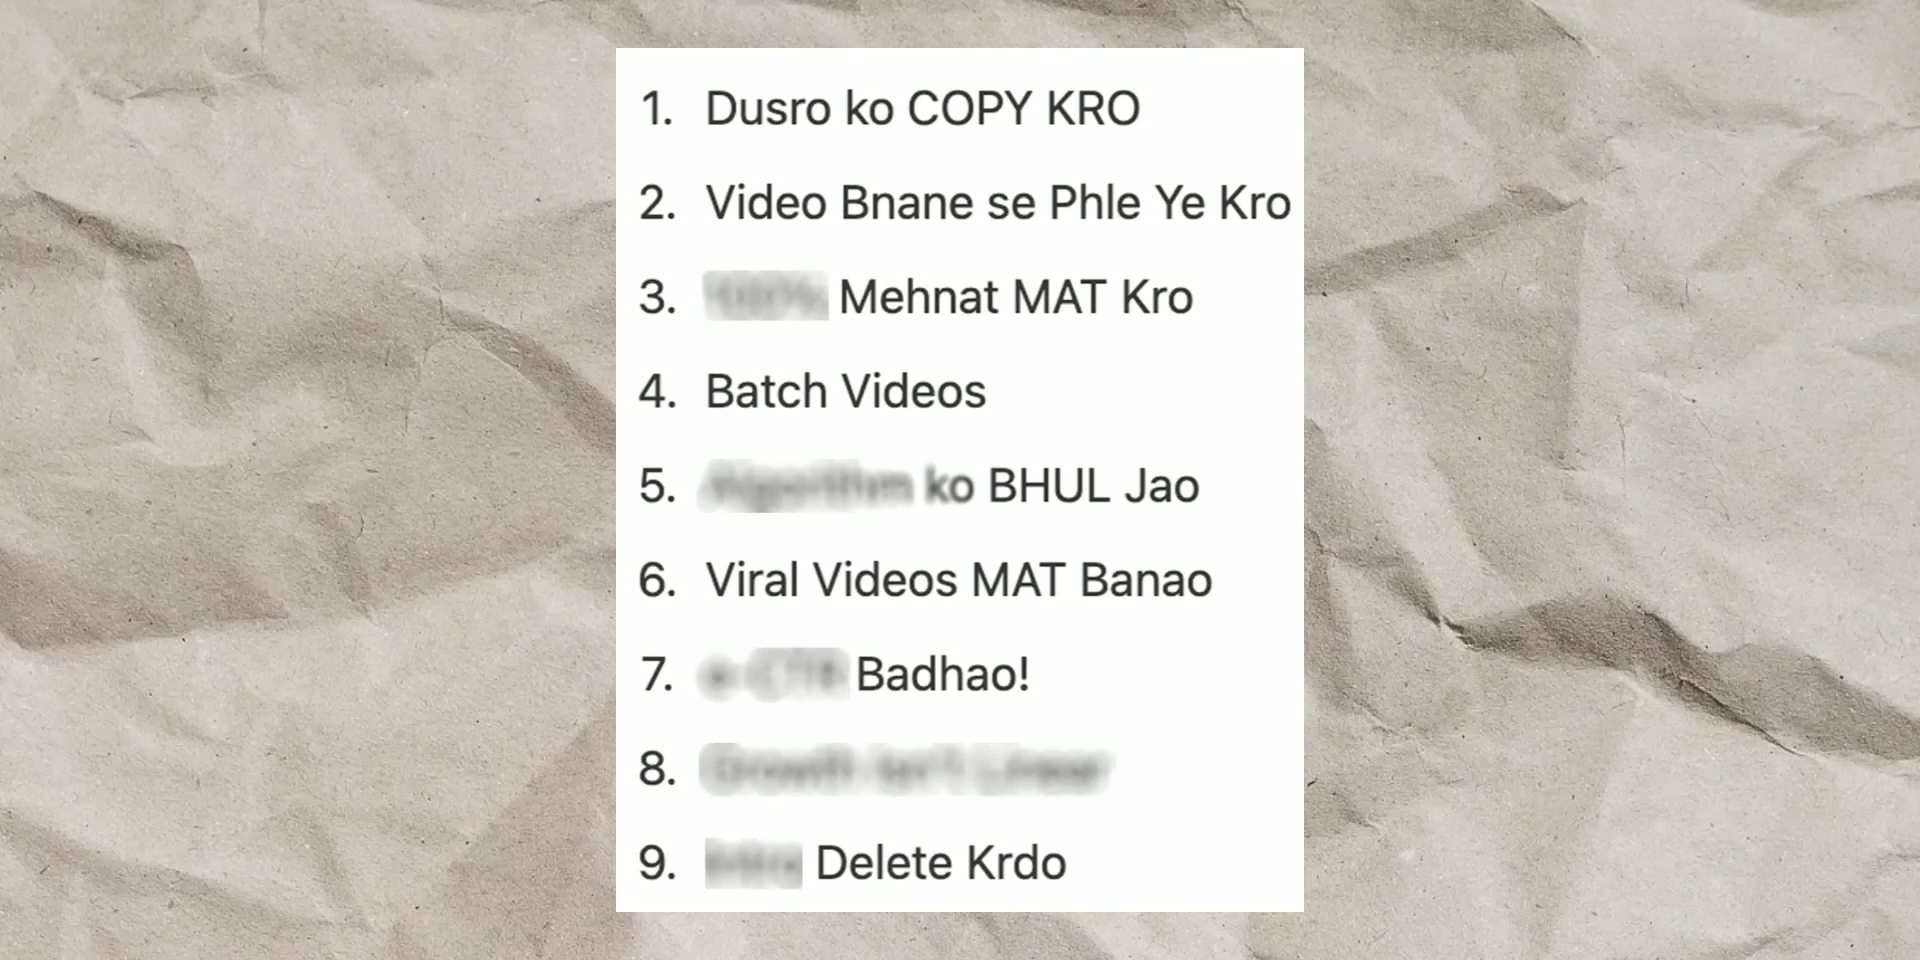 1. Dusro ko COPY KRO
2. Video Bnane se Phle Ye Kro
3. Mehnat MAT Kro
4. Batch Videos
5. ko BHUL Jao
6. Viral Videos MAT Banao
7. Badhao!
8.
9. Delete Krdo